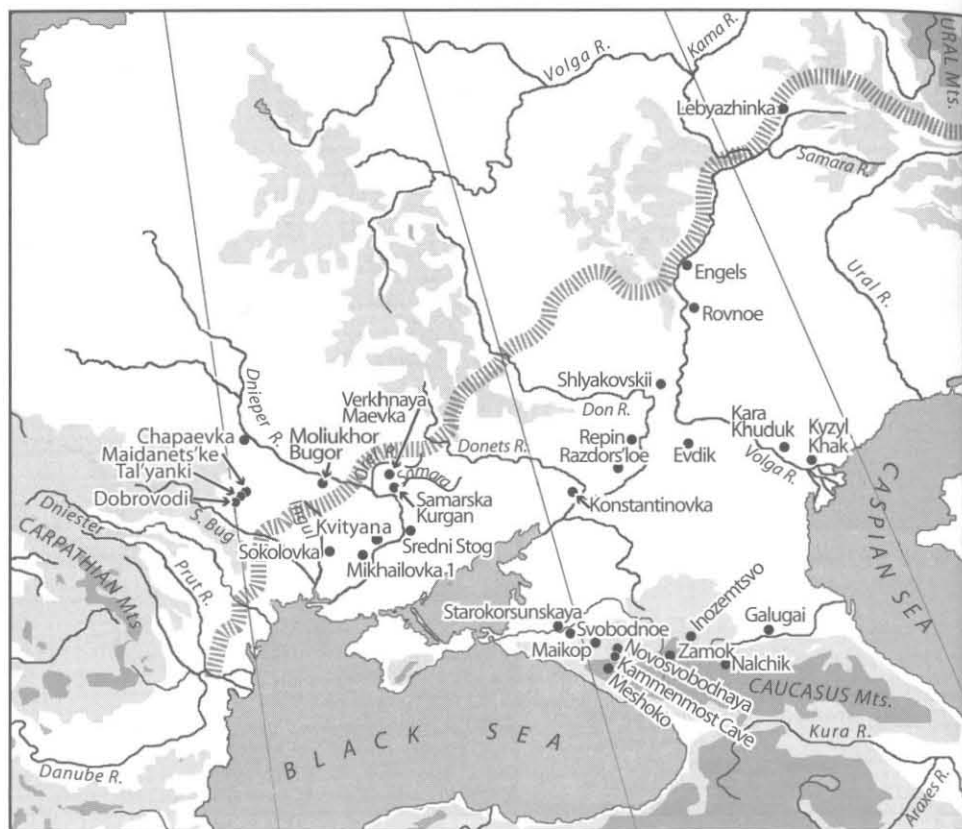 Volga R.
Kama R.
URAL Mts.
Lebyazhinka
Samara R.
Engels
Ural R.
Rovnoe
Dnieper R.
Verkhnaya
Maevka
Shlyakovskii
Don R.
Chapaevka
Maidanets'ke
Tal'yanki
Dobrovodi
Moliukhor
Bugor
Donets R.
Repin
Razdors'loe
Kara
Khuduk
Kyzyl
Khak
Evdik
Volga R.
Samara
Samarska
Kurgan
Konstantinovka
Dniester
S. Bug
CARPATHIAN Mts.
Prut R.
Kvityana
Sokolovka
Sredni Stog
Mikhailovka 1
CASPIAN SEA
Starokorsunskaya
Svobodnoe
Maikop
Inozemtsvo
Galugai
Zamok
Nalchik
Novosvobodnaya
Kammenmost Cave
Meshoko
CAUCASUS Mts.
BLACK SEA
Kura R.
Danube R.
Araxes R.